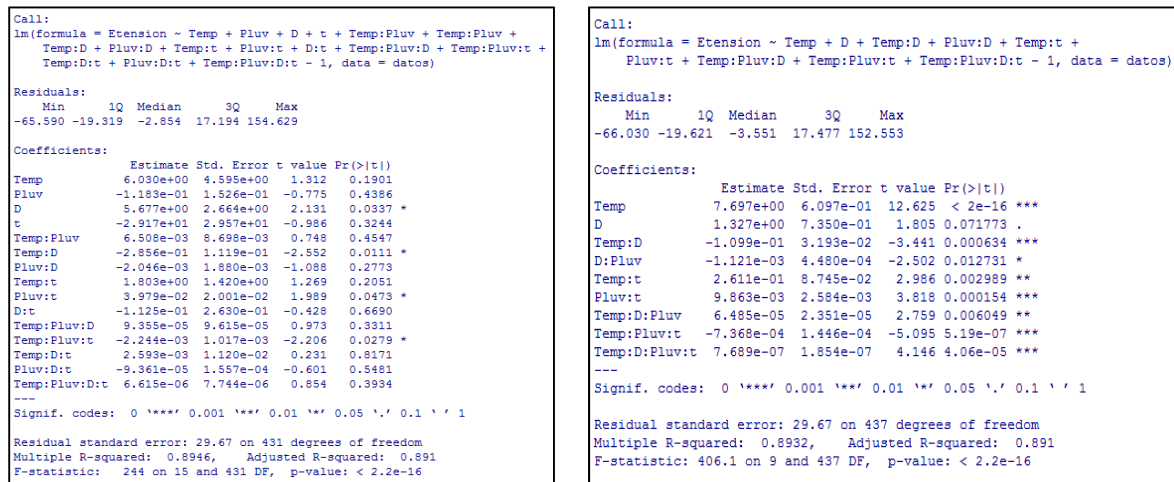 Call:
lm(formula = Etension ~ Temp + Pluv + D + t + Temp:Pluv + Temp:Pluv +
    Temp:D + Pluv:D + Temp:t + Pluv:t + D:t + Temp:Pluv:D + Temp:Pluv:t +
    Temp:D:t + Pluv:D:t + Temp:Pluv:D:t - 1, data = datos)
Residuals:
    Min      1Q  Median      3Q     Max
-65.590 -19.319  -2.854  17.194 154.629
Coefficients:
                Estimate Std. Error t value Pr(>|t|)
Temp           6.030e+00  4.595e+00   1.312   0.1901
Pluv          -1.183e-01  1.526e-01  -0.775   0.4386
D              5.677e+00  2.664e+00   2.131   0.0337 *
t             -2.917e+01  2.957e+01  -0.986   0.3244
Temp:Pluv      6.508e-03  8.698e-03   0.748   0.4547
Temp:D        -2.856e-01  1.119e-01  -2.552   0.0111 *
Pluv:D        -2.046e-03  1.880e-03  -1.088   0.2773
Temp:t         1.803e+00  1.420e+00   1.269   0.2051
Pluv:t         3.979e-02  2.001e-02   1.989   0.0473 *
D:t           -1.125e-01  2.630e-01  -0.428   0.6690
Temp:Pluv:D    9.355e-05  9.615e-05   0.973   0.3311
Temp:Pluv:t   -2.244e-03  1.017e-03  -2.206   0.0279 *
Temp:D:t       2.593e-03  1.120e-02   0.231   0.8171
Pluv:D:t      -9.361e-05  1.557e-04  -0.601   0.5481
Temp:Pluv:D:t  6.615e-06  7.744e-06   0.854   0.3934
---
Signif. codes:  0 ‘***’ 0.001 ‘**’ 0.01 ‘*’ 0.05 ‘.’ 0.1 ‘ ’ 1
Residual standard error: 29.67 on 431 degrees of freedom
Multiple R-squared:  0.8946,    Adjusted R-squared:  0.891
F-statistic:   244 on 15 and 431 DF,  p-value: < 2.2e-16
Call:
lm(formula = Etension ~ Temp + D + Temp:D + Pluv:D + Temp:t +
    Pluv:t + Temp:Pluv:D + Temp:Pluv:t + Temp:Pluv:D:t - 1, data = datos)
Residuals:
    Min      1Q  Median      3Q     Max
-66.030 -19.621  -3.551  17.477 152.553
Coefficients:
                Estimate Std. Error t value Pr(>|t|)
Temp           7.697e+00  6.097e-01  12.625  < 2e-16 ***
D              1.327e+00  7.350e-01   1.805 0.071773 .
Temp:D        -1.099e-01  3.193e-02  -3.441 0.000634 ***
D:Pluv        -1.121e-03  4.480e-04  -2.502 0.012731 *
Temp:t         2.611e-01  8.745e-02   2.986 0.002989 **
Pluv:t         9.863e-03  2.584e-03   3.818 0.000154 ***
Temp:D:Pluv    6.485e-05  2.351e-05   2.759 0.006049 **
Temp:Pluv:t   -7.368e-04  1.446e-04  -5.095 5.19e-07 ***
Temp:D:Pluv:t  7.689e-07  1.854e-07   4.146 4.06e-05 ***
---
Signif. codes:  0 ‘***’ 0.001 ‘**’ 0.01 ‘*’ 0.05 ‘.’ 0.1 ‘ ’ 1
Residual standard error: 29.67 on 437 degrees of freedom
Multiple R-squared:  0.8932,    Adjusted R-squared:  0.891
F-statistic: 406.1 on 9 and 437 DF,  p-value: < 2.2e-16